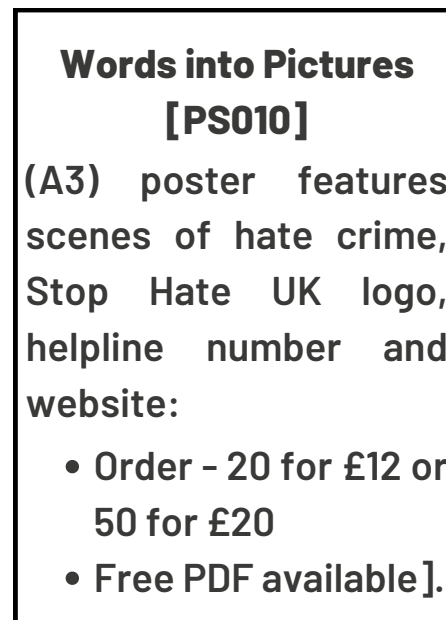 Words into Pictures
[PS010]
(A3) poster features
scenes of hate crime,
Stop Hate UK logo,
helpline number and
website:
• Order - 20 for £12 or
50 for £20
• Free PDF available].